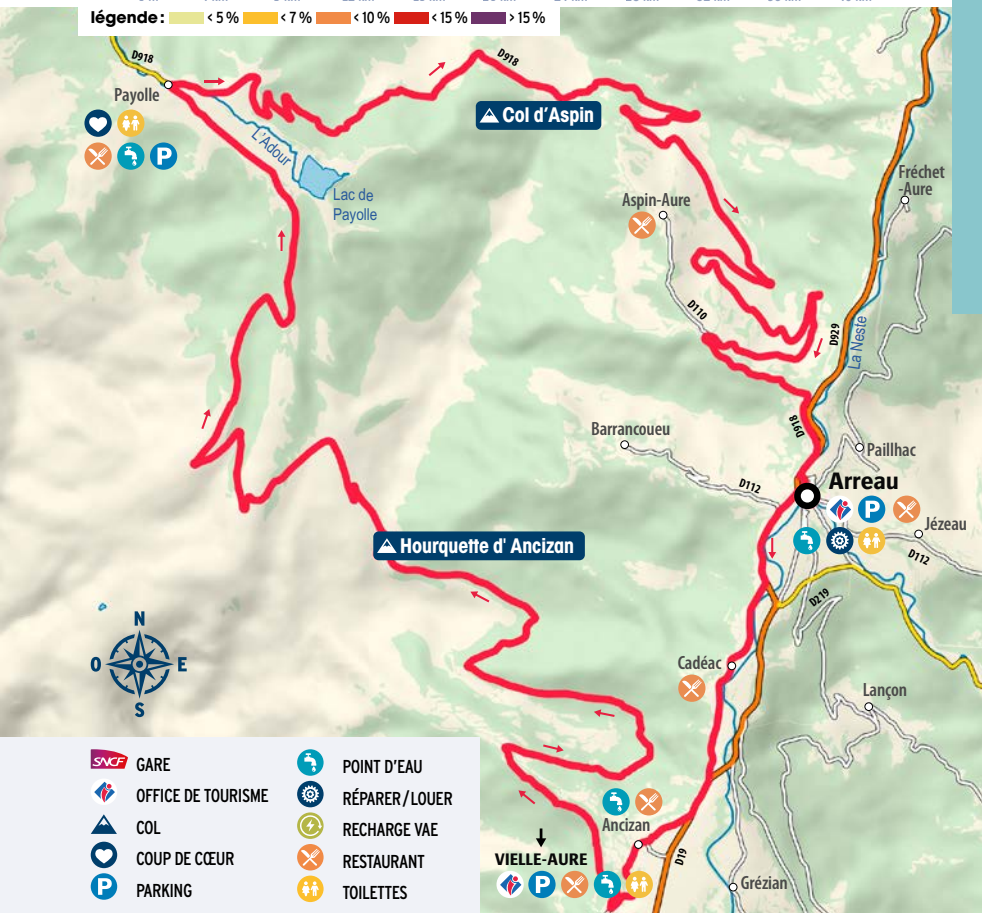 légende : < 5 % < 7 % < 10 % < 15 % > 15 %
D918
Payolle
P
L'Adour
Lac de
Payolle
D918
Col d'Aspin
Fréchet
-Aure
Aspin-Aure
D110
D929
La Neste
D918
Barrancoueu
D112
Paillhac
Arreau
P
Jézeau
D112
Hourquette d' Ancizan
D219
N
O E
S
Cadéac
Lançon
Ancizan
VIELLE-AURE
P
D19
Grézian
SNCF GARE
OFFICE DE TOURISME
COL
COUP DE CŒUR
P PARKING
POINT D'EAU
RÉPARER / LOUER
RECHARGE VAE
RESTAURANT
TOILETTES